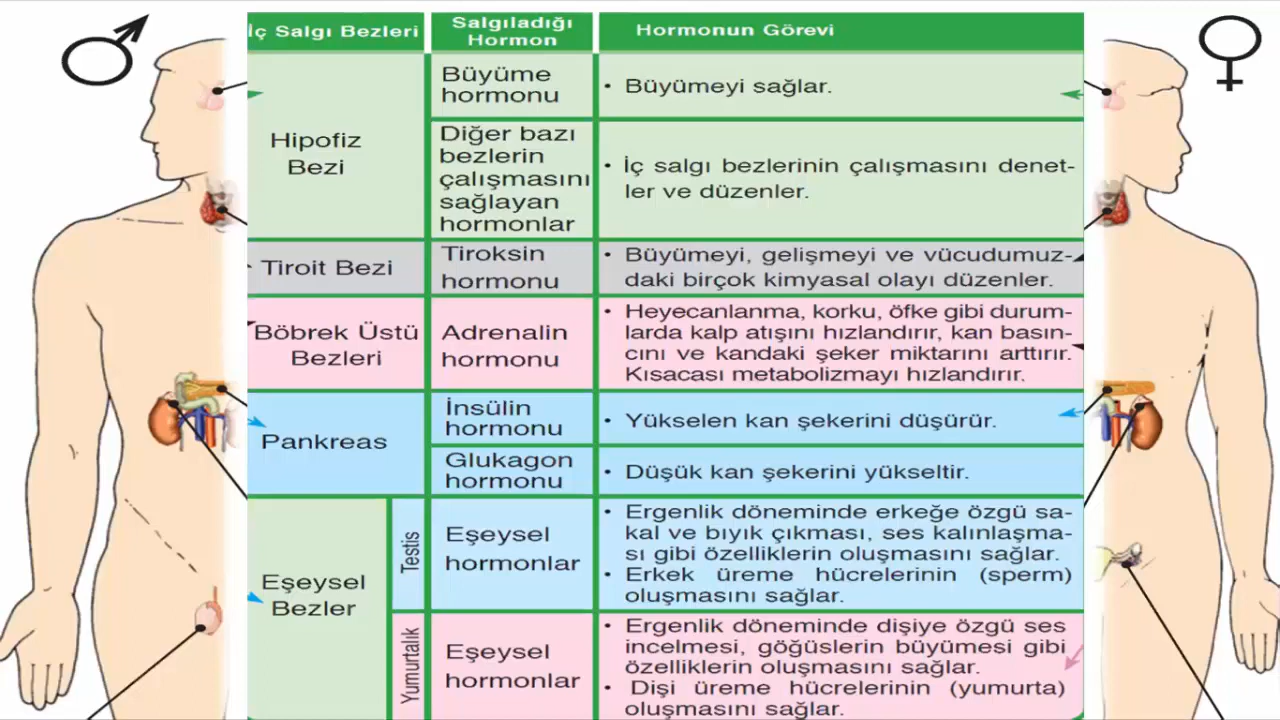 İç Salgı Bezleri
Salgıladığı
Hormon
Hormonun Görevi
Hipofiz
Bezi
Büyüme
hormonu
• Büyümeyi sağlar.
Diğer bazı
bezlerin
çalışmasını
sağlayan
hormonlar
• İç salgı bezlerinin çalışmasını denet-
ler ve düzenler.
Tiroit Bezi
Tiroksin
hormonu
• Büyümeyi, gelişmeyi ve vücudumuz-
daki birçok kimyasal olayı düzenler.
Böbrek Üstü
Bezleri
Adrenalin
hormonu
• Heyecanlanma, korku, öfke gibi durum-
larda kalp atışını hızlandırır, kan basın-
cını ve kandaki şeker miktarını arttırır.
Kısacası metabolizmayı hızlandırır.
Pankreas
İnsülin
hormonu
• Yükselen kan şekerini düşürür.
Glukagon
hormonu
• Düşük kan şekerini yükseltir.
Eşeysel
Bezler
Testis
Eşeysel
hormonlar
• Ergenlik döneminde erkeğe özgü sa-
kal ve bıyık çıkması, ses kalınlaşma-
sı gibi özelliklerin oluşmasını sağlar.
• Erkek üreme hücrelerinin (sperm)
oluşmasını sağlar.
Yumurtalık
Eşeysel
hormonlar
• Ergenlik döneminde dişiye özgü ses
incelmesi, göğüslerin büyümesi gibi
özelliklerin oluşmasını sağlar.
• Dişi üreme hücrelerinin (yumurta)
oluşmasını sağlar.